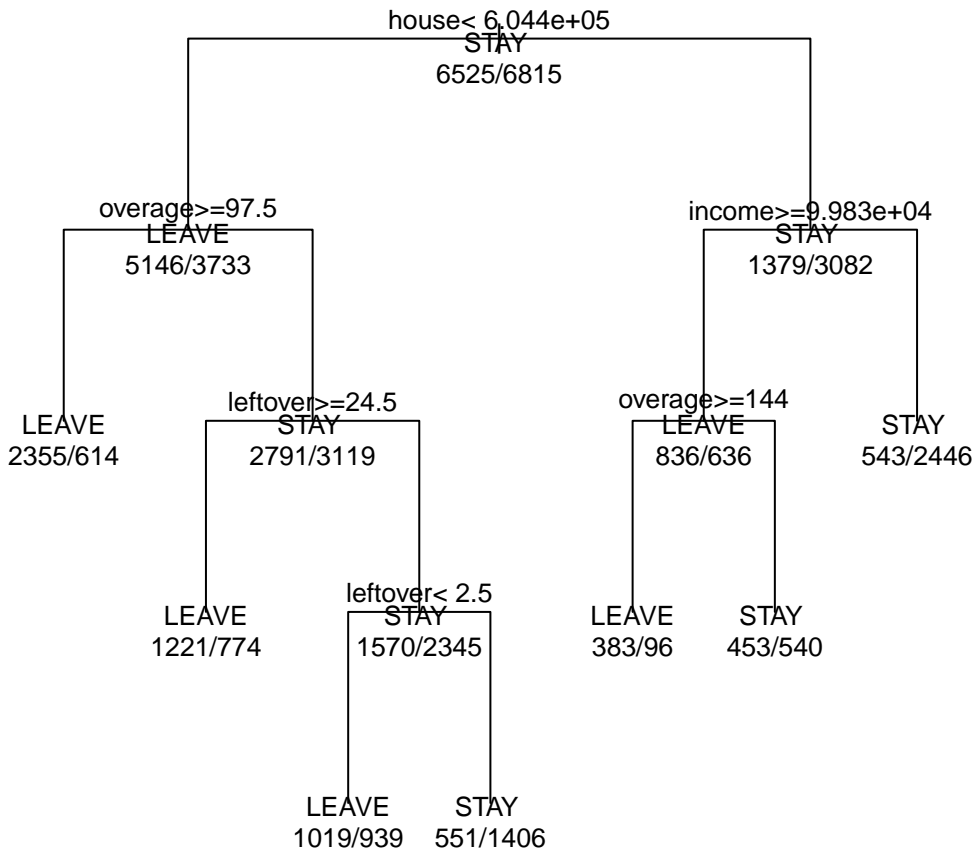 house< 6.044e+05
STAY
6525/6815
overage>=97.5
LEAVE
5146/3733
income>=9.983e+04
STAY
1379/3082
LEAVE
2355/614
leftover>=24.5
STAY
2791/3119
overage>=144
LEAVE
836/636
STAY
543/2446
LEAVE
1221/774
leftover< 2.5
STAY
1570/2345
LEAVE
383/96
STAY
453/540
LEAVE
1019/939
STAY
551/1406